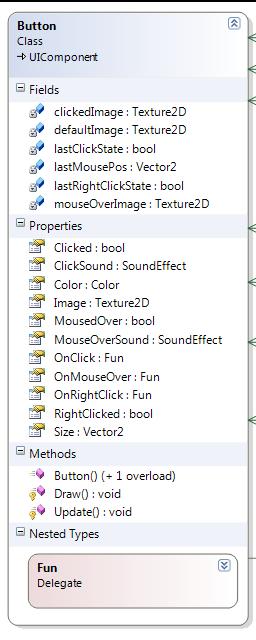 Button
Class
UIComponent
Fields
clickedImage : Texture2D
defaultImage : Texture2D
lastClickState : bool
lastMousePos : Vector2
lastRightClickState : bool
mouseOverImage : Texture2D
Properties
Clicked : bool
ClickSound : SoundEffect
Color : Color
Image : Texture2D
MousedOver : bool
MouseOverSound : SoundEffect
OnClick : Fun
OnMouseOver : Fun
OnRightClick : Fun
RightClicked : bool
Size : Vector2
Methods
Button() (+ 1 overload)
Draw() : void
Update() : void
Nested Types
Fun
Delegate